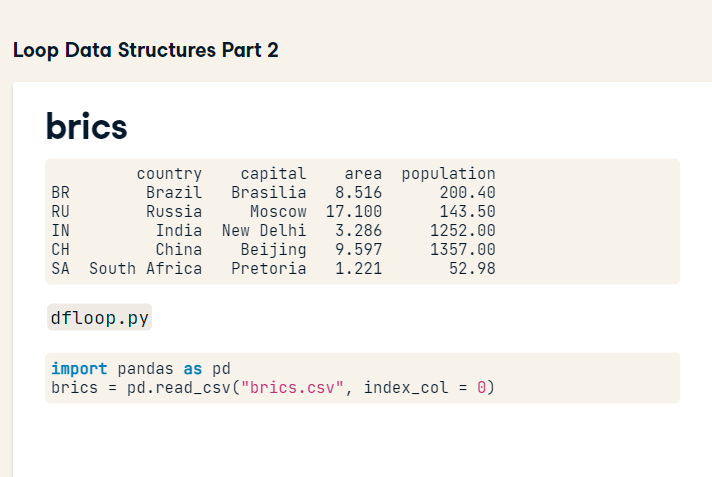 Loop Data Structures Part 2
brics
country capital area population
BR Brazil Brasilia 8.516 200.40
RU Russia Moscow 17.100 143.50
IN India New Delhi 3.286 1252.00
CH China Beijing 9.597 1357.00
SA South Africa Pretoria 1.221 52.98
dfloop.py
import pandas as pd
brics = pd.read_csv("brics.csv", index_col = 0)